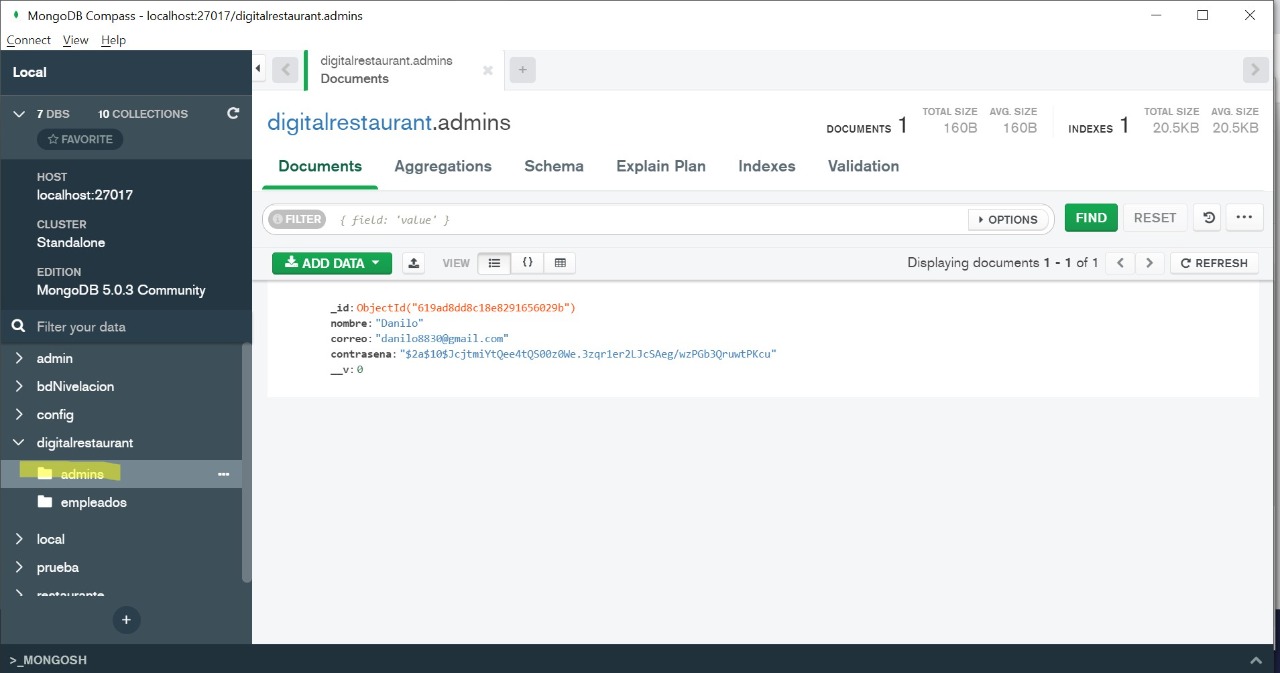 MongoDB Compass - localhost:27017/digitalrestaurant.admins
Connect View Help
Local
7 DBS 10 COLLECTIONS
FAVORITE
HOST
localhost:27017
CLUSTER
Standalone
EDITION
MongoDB 5.0.3 Community
Filter your data
admin
bdNivelacion
config
digitalrestaurant
admins
empleados
local
prueba
restaurante
>_MONGOSH
digitalrestaurant.admins
Documents
digitalrestaurant.admins
DOCUMENTS 1
TOTAL SIZE
160B
AVG. SIZE
160B
INDEXES 1
TOTAL SIZE
20.5KB
AVG. SIZE
20.5KB
Documents Aggregations Schema Explain Plan Indexes Validation
FILTER { field: 'value' } OPTIONS FIND RESET
ADD DATA VIEW Displaying documents 1 - 1 of 1 REFRESH
_id: ObjectId("619ad8dd8c18e8291656029b")
nombre: "Danilo"
correo: "danilo8830@gmail.com"
contrasena: "$2a$10$JcjtmiYtQee4tQS00z0We.3zqr1er2LJcSAeg/wzPGb3QruwtPKcu"
__v: 0